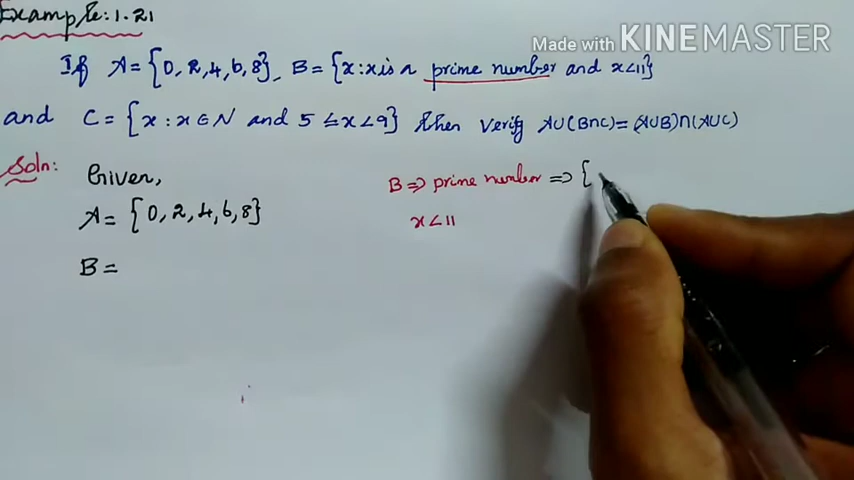 Example:1.21
Made with KINEMASTER
If A={0,2,4,6,8}, B={x:x is a prime number and x<11}
and C={x:x∈N and 5≤x<9} then verify A∪(B∩C)=(A∪B)∩(A∪C)
Soln: Given,
B⇒prime number⇒{
A={0,2,4,6,8}
x<11
B=